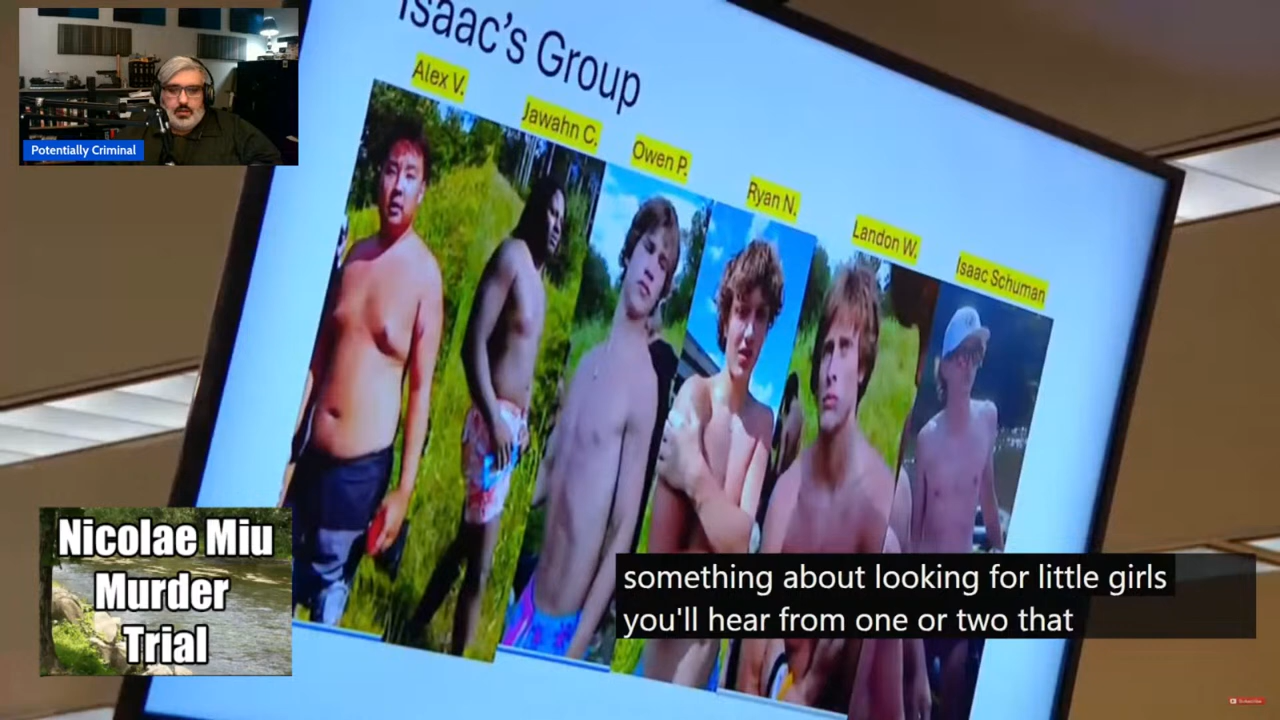 Isaac's Group
Alex V.
Jawahn C.
Owen P.
Ryan N.
Landon W.
Isaac Schuman
Potentially Criminal
Nicolae Miu
Murder
Trial
something about looking for little girls
you'll hear from one or two that
Subscribe